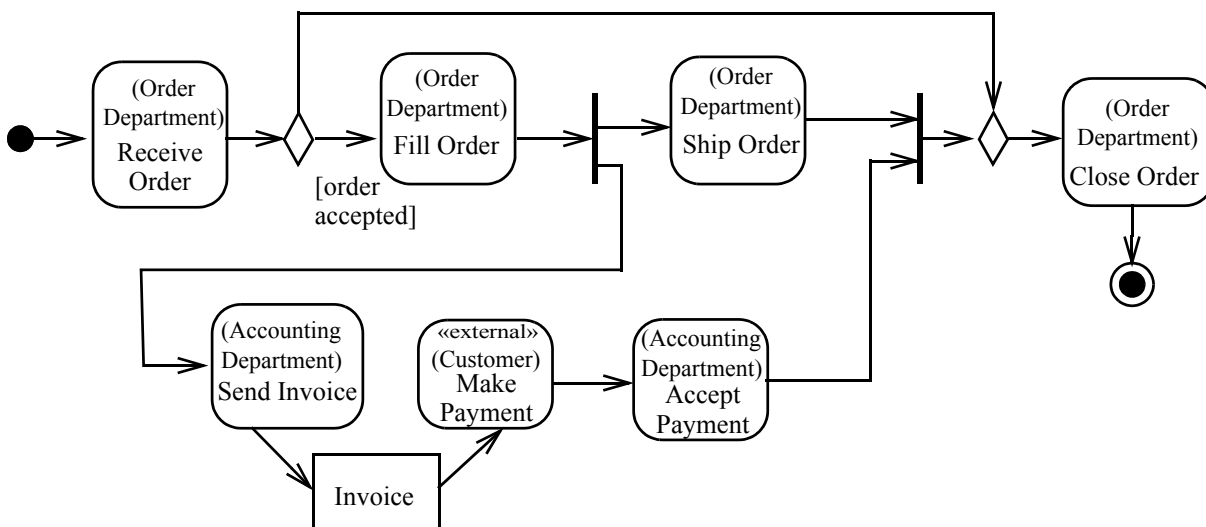 (Order
Department)
Receive
Order
[order
accepted]
(Order
Department)
Fill Order
(Order
Department)
Ship Order
(Order
Department)
Close Order
(Accounting
Department)
Send Invoice
Invoice
«external»
(Customer)
Make
Payment
(Accounting
Department)
Accept
Payment